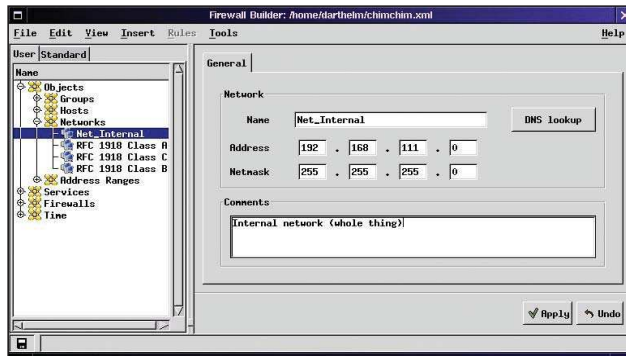 Firewall Builder: /home/darthelm/chimchim.xml
File Edit View Insert Rules Tools Help
User Standard
Name
Objects
Groups
Hosts
Networks
Net_Internal
RFC 1918 Class A
RFC 1918 Class C
RFC 1918 Class B
Address Ranges
Services
Firewalls
Time
General
Network
Name Net_Internal DNS lookup
Address 192 . 168 . 111 . 0
Netmask 255 . 255 . 255 . 0
Comments
Internal network (whole thing)
Apply Undo